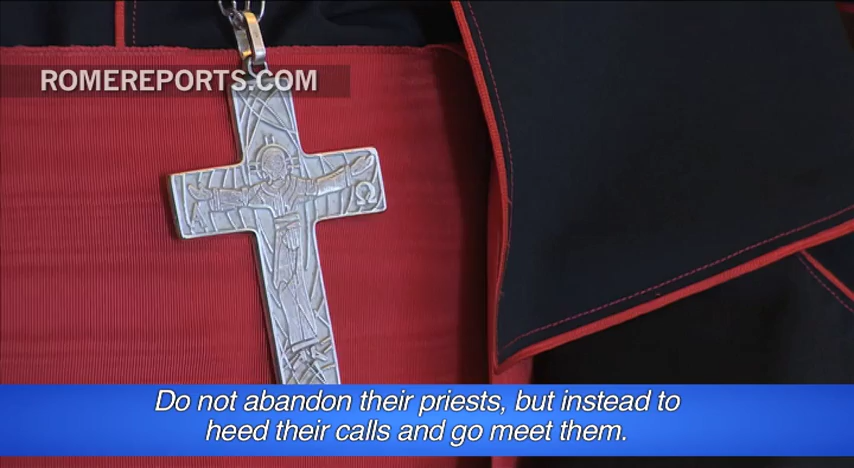 ROMEREPORTS.COM
Ω
Do not abandon their priests, but instead to
heed their calls and go meet them.